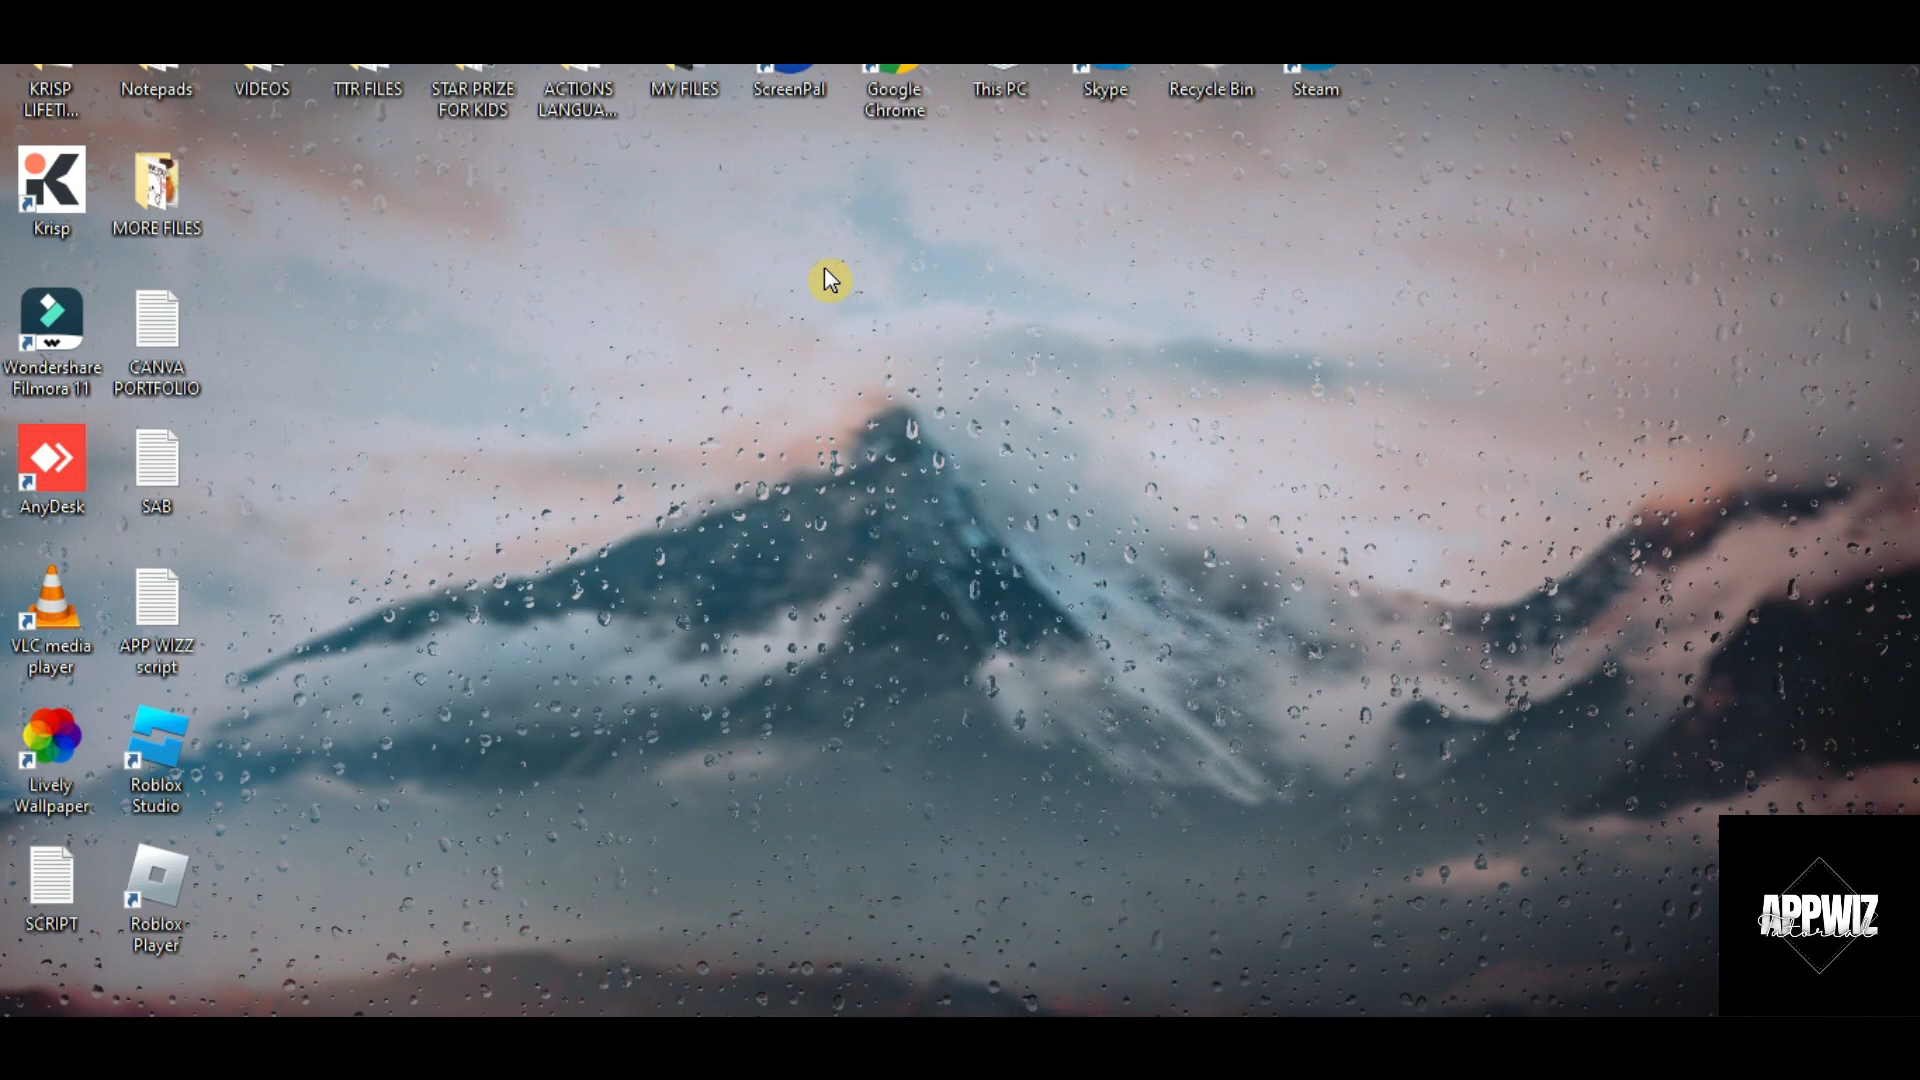 KRISP
LIFETI...
Notepads
VIDEOS
TTR FILES
STAR PRIZE
FOR KIDS
ACTIONS
LANGUA...
MY FILES
ScreenPal
Google
Chrome
This PC
Skype
Recycle Bin
Steam
Krisp
MORE FILES
Wondershare
Filmora 11
CANVA
PORTFOLIO
AnyDesk
SAB
VLC media
player
APP WIZZ
script
Lively
Wallpaper
Roblox
Studio
SCRIPT
Roblox
Player
APPWIZ
Tutorial